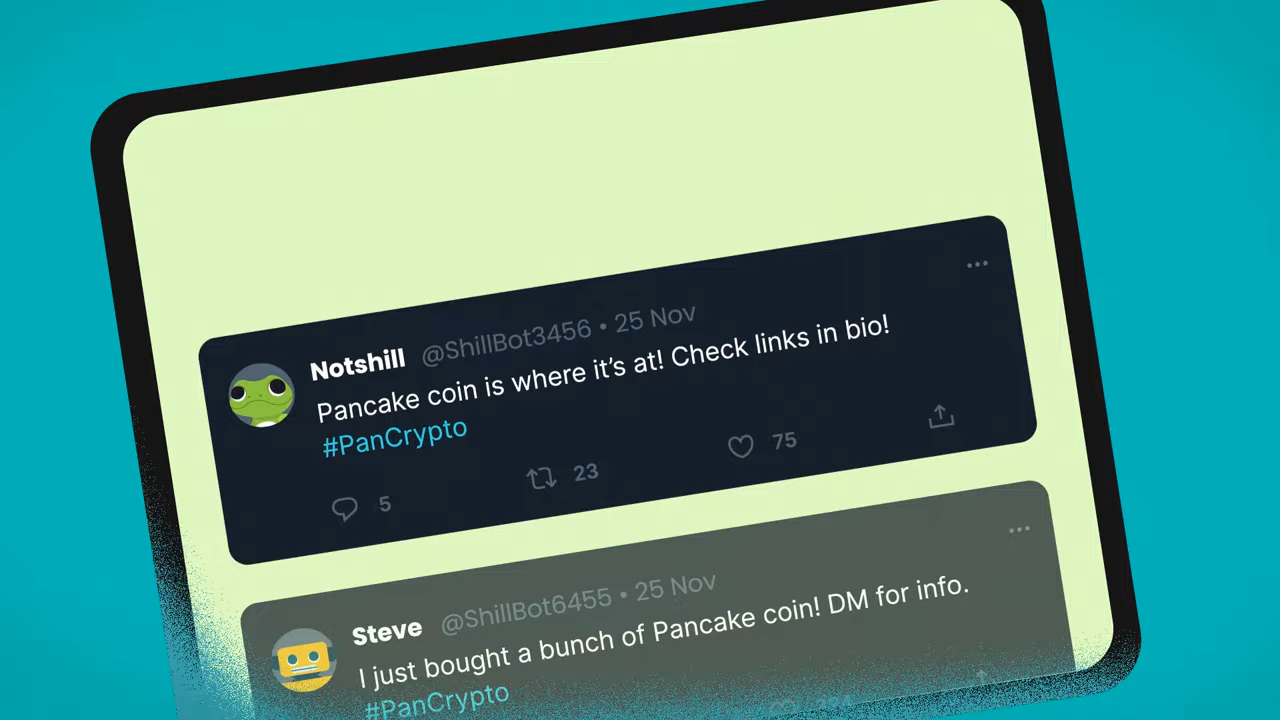 Notshill @ShillBot3456 • 25 Nov
Pancake coin is where it’s at! Check links in bio!
#PanCrypto
5 23 75
Steve @ShillBot6455 • 25 Nov
I just bought a bunch of Pancake coin! DM for info.
#PanCrypto